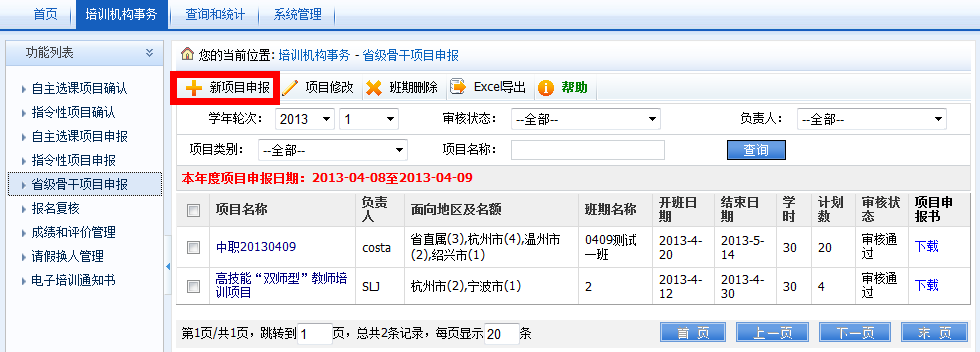 首页 培训机构事务 查询和统计 系统管理
功能列表
自主选课项目确认
指令性项目确认
自主选课项目申报
指令性项目申报
省级骨干项目申报
报名复核
成绩和评价管理
请假换人管理
电子培训通知书
您的当前位置: 培训机构事务 - 省级骨干项目申报
新项目申报 项目修改 班期删除 Excel导出 帮助
学年轮次: 2013 1 审核状态: --全部-- 负责人: --全部--
项目类别: --全部-- 项目名称: 查询
本年度项目申报日期：2013-04-08至2013-04-09
项目名称 负责人 面向地区及名额 班期名称 开班日期 结束日期 学时 计划数 审核状态 项目申报书
中职20130409 costa 省直属(3),杭州市(4),温州市(2),绍兴市(1) 0409测试一班 2013-4-20 2013-5-14 30 20 审核通过 下载
高技能“双师型”教师培训项目 SLJ 杭州市(2),宁波市(1) 2 2013-4-12 2013-4-30 30 4 审核通过 下载
第1页/共1页，跳转到 1 页，总共2条记录，每页显示 20 条 首 页 上一页 下一页 末 页